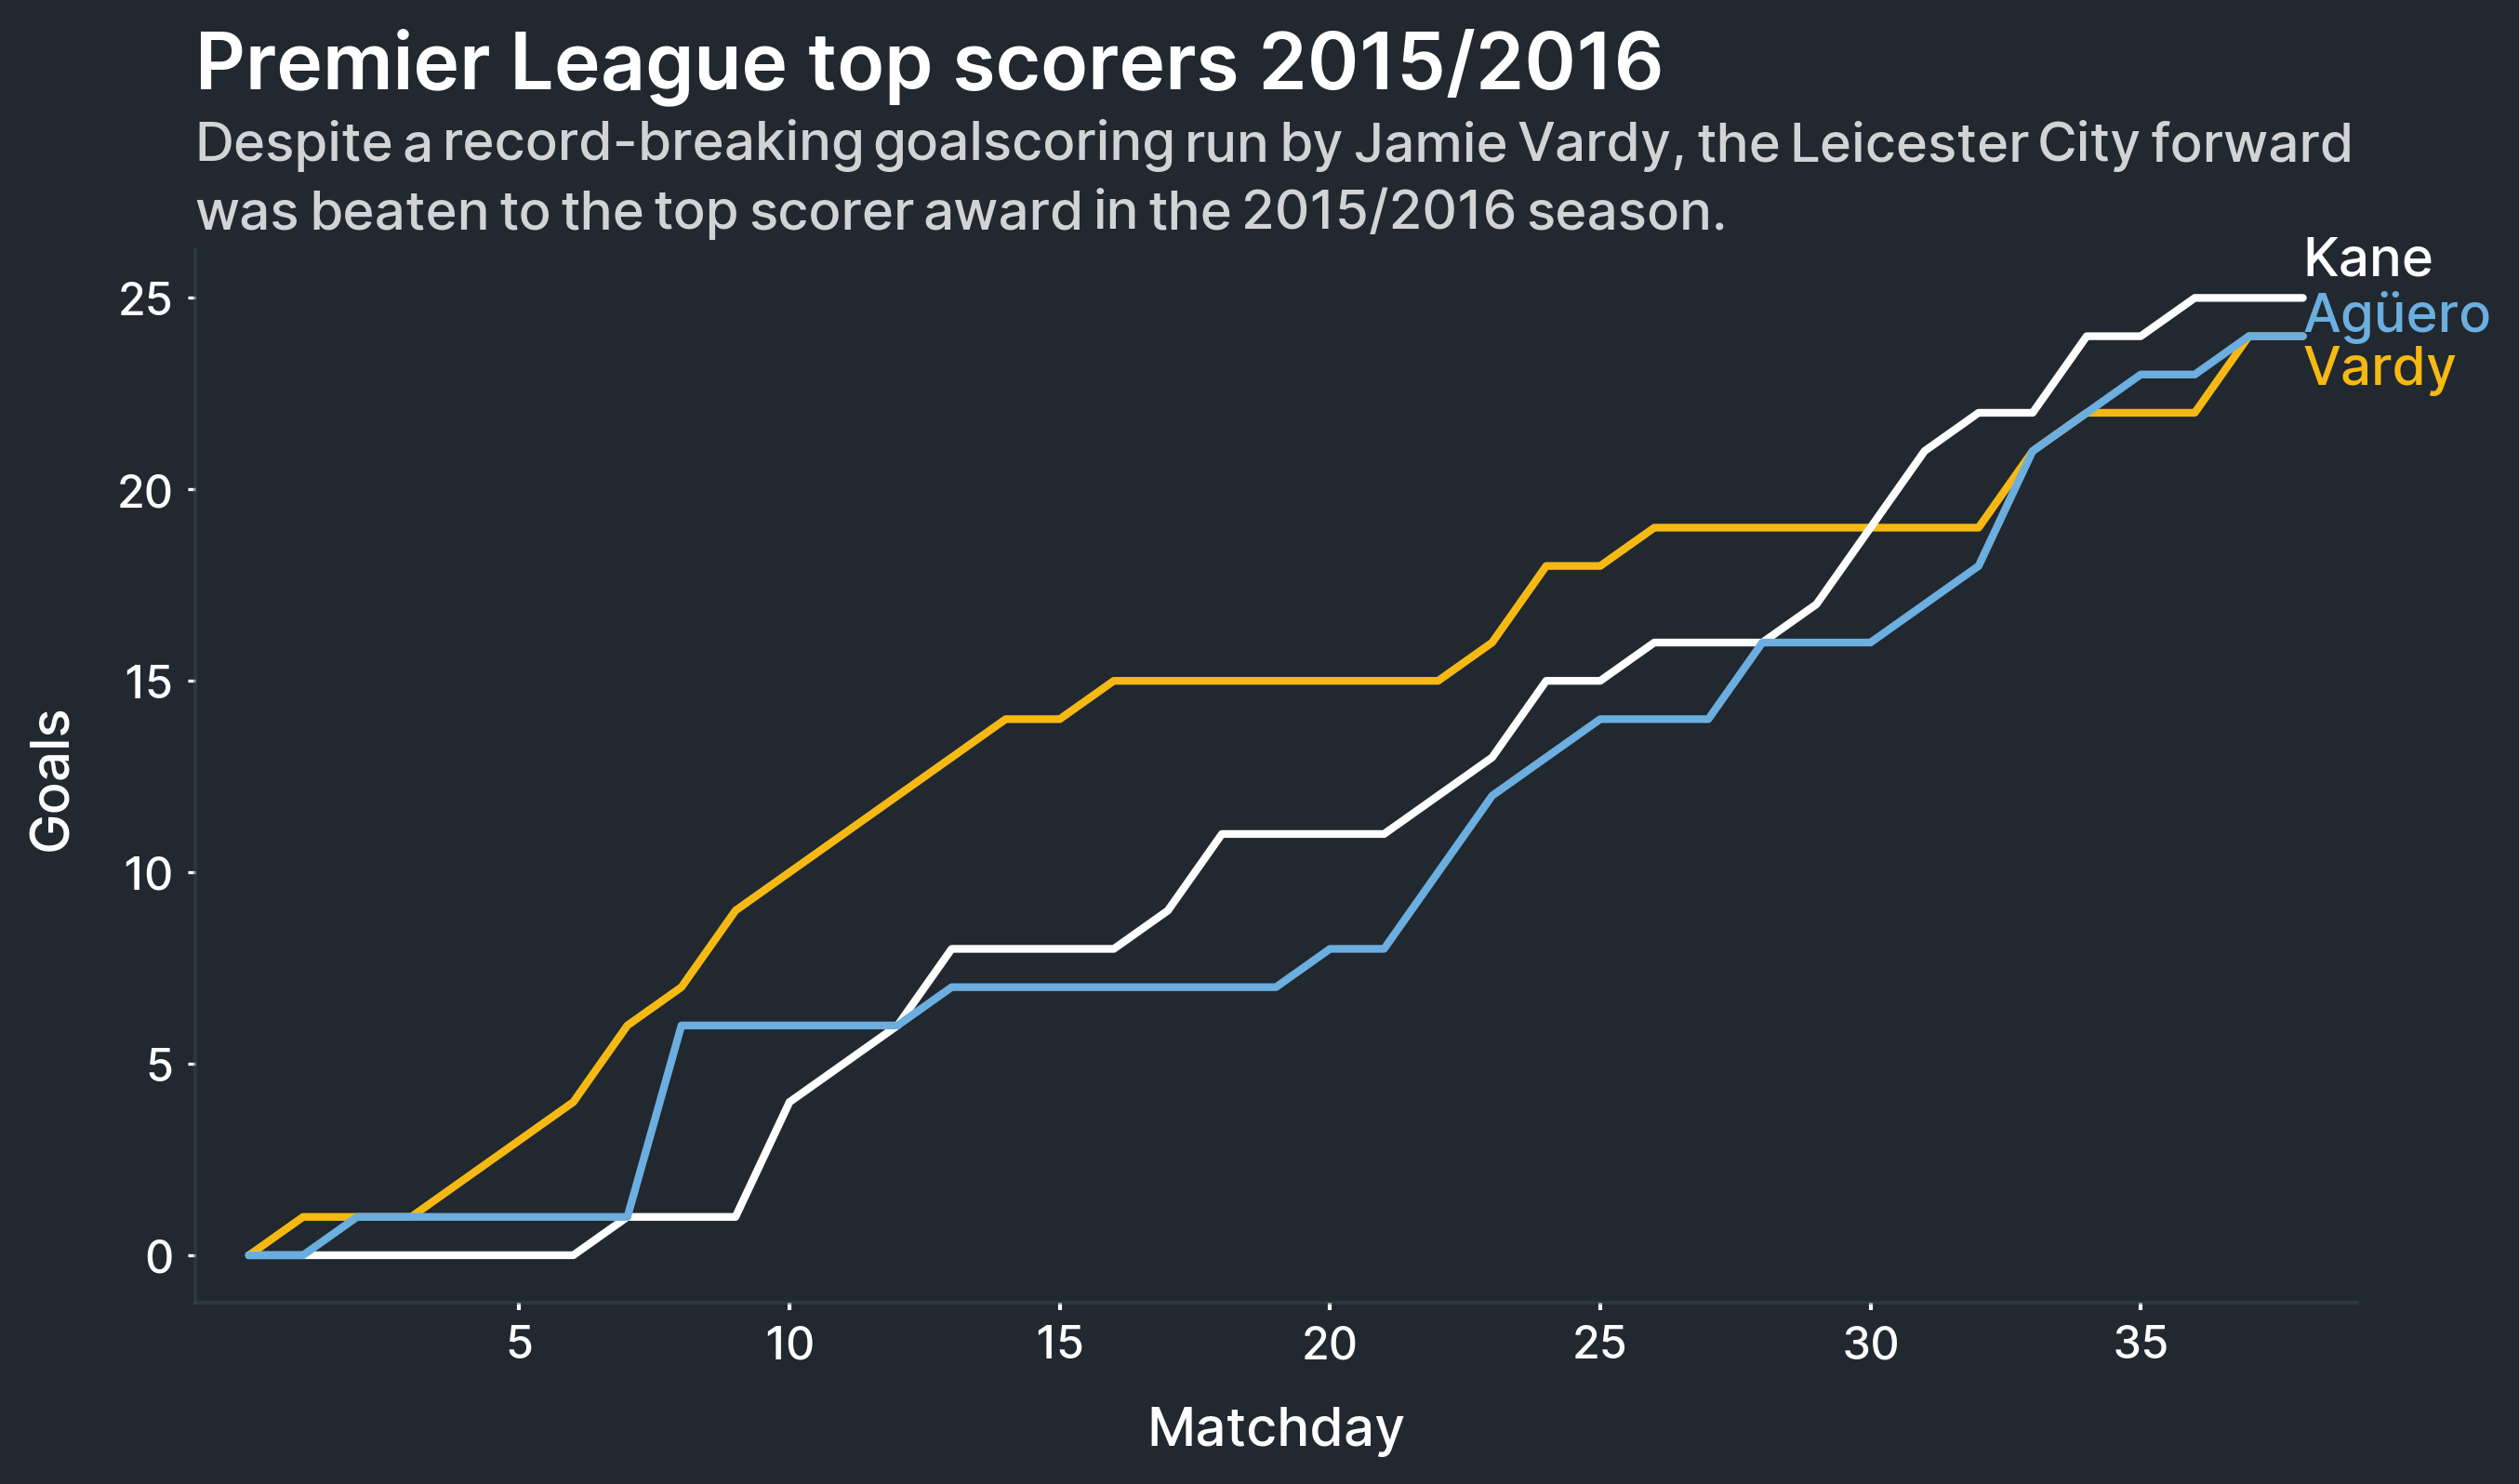 Premier League top scorers 2015/2016
Despite a record-breaking goalscoring run by Jamie Vardy, the Leicester City forward
was beaten to the top scorer award in the 2015/2016 season.
Kane
Agüero
Vardy
25
20
15
10
5
0
Goals
5 10 15 20 25 30 35
Matchday